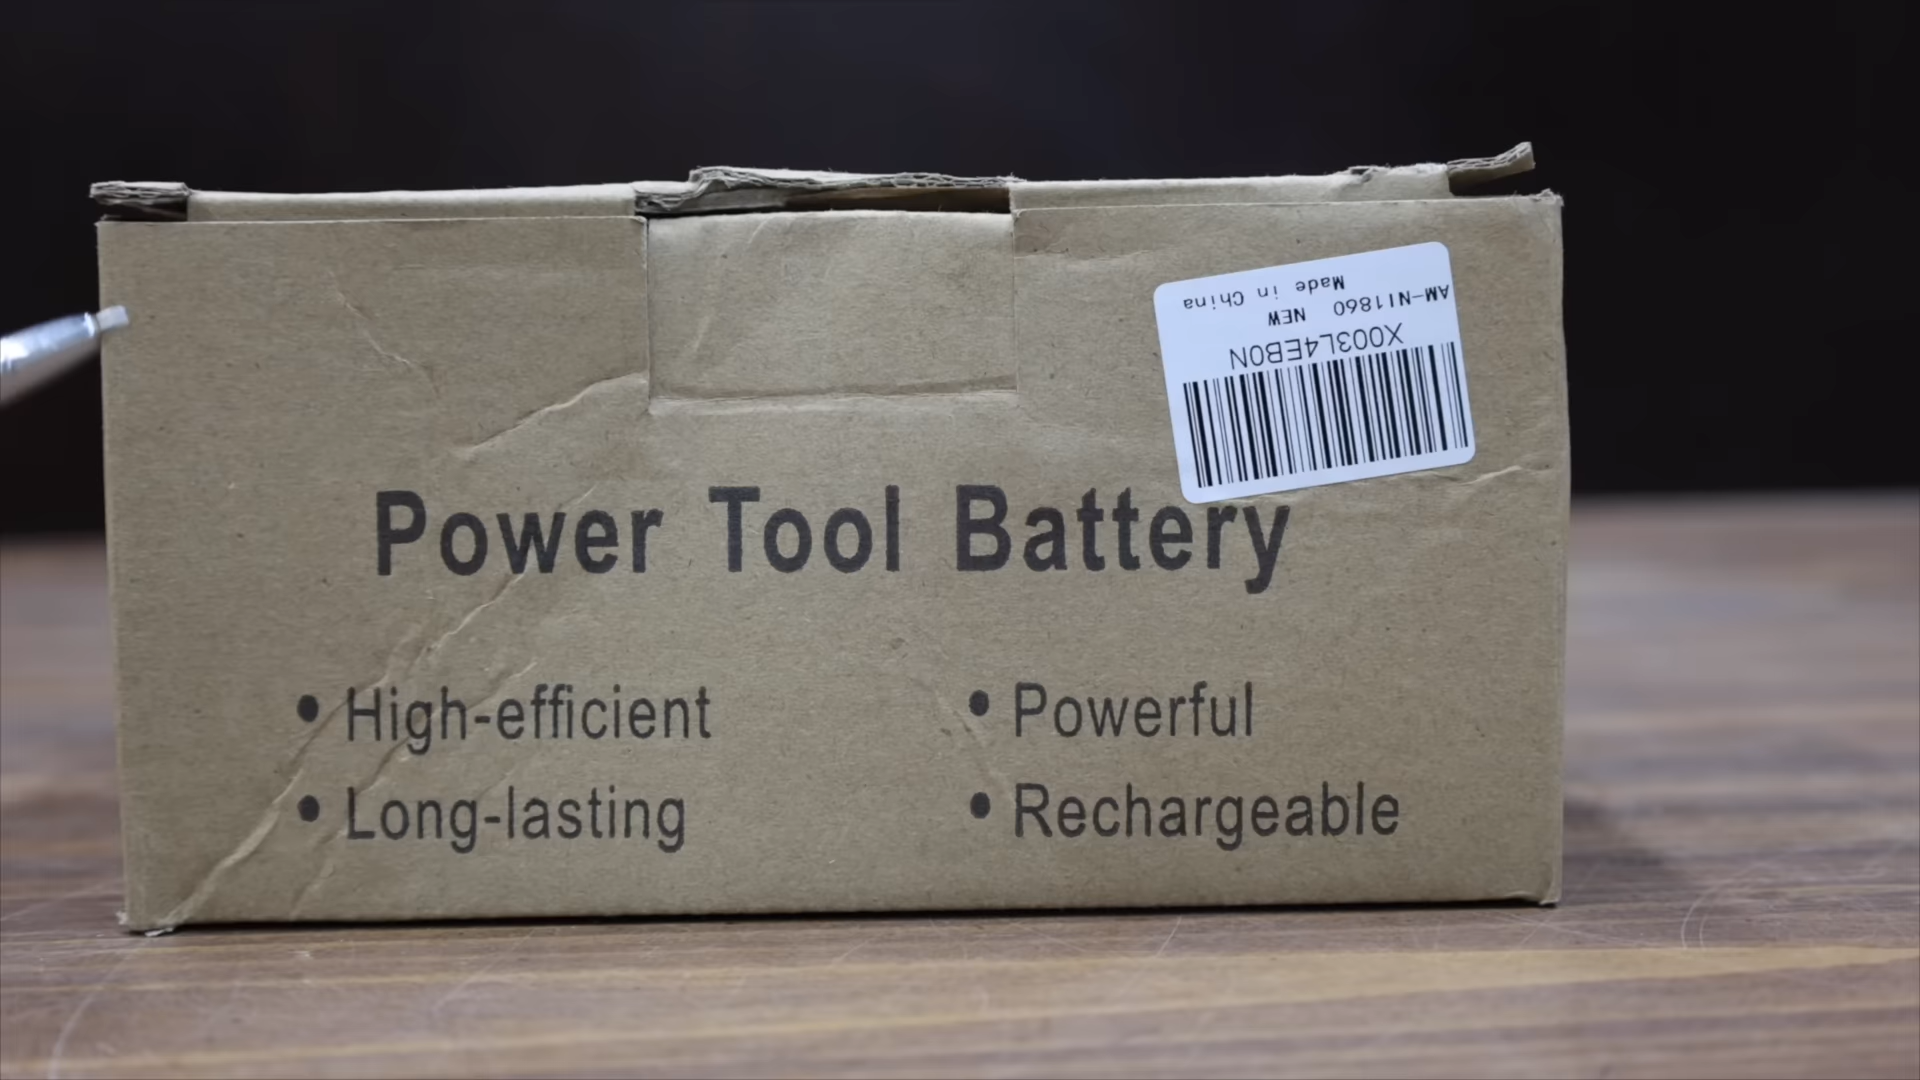 X003L4EB0N
NEW
AM-NI1860
Made in China
Power Tool Battery
• High-efficient
• Powerful
• Long-lasting
• Rechargeable